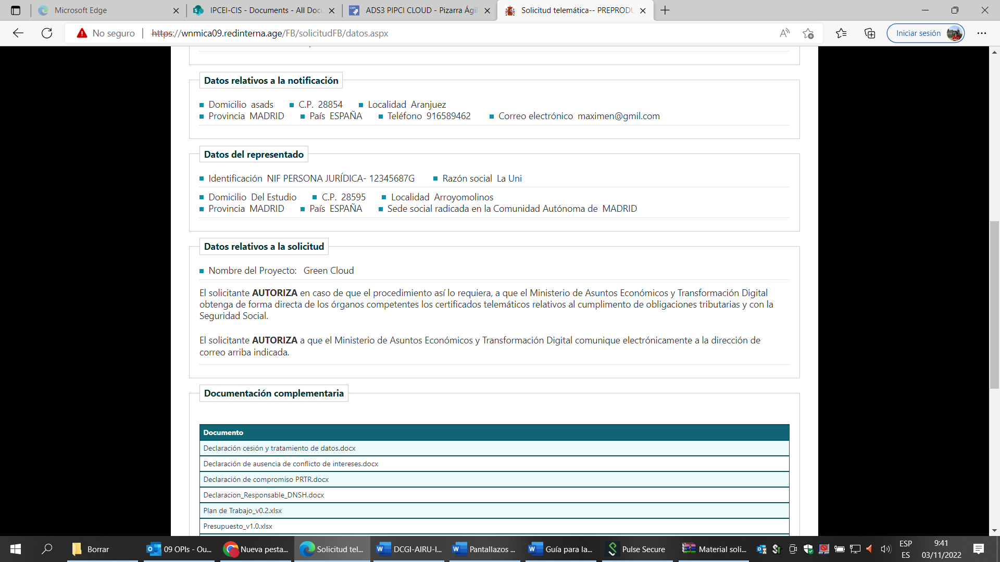 Microsoft Edge
IPCEI-CIS - Documents - All Docu
ADS3 PIPCI CLOUD - Pizarra Ágil
Solicitud telemática-- PREPRODU
No seguro
https://wnmica09.redinterna.age/FB/solicitudFB/datos.aspx
Iniciar sesión
Datos relativos a la notificación
Domicilio asads C.P. 28854 Localidad Aranjuez
Provincia MADRID País ESPAÑA Teléfono 916589462 Correo electrónico maximen@gmil.com
Datos del representado
Identificación NIF PERSONA JURÍDICA- 12345687G Razón social La Uni
Domicilio Del Estudio C.P. 28595 Localidad Arroyomolinos
Provincia MADRID País ESPAÑA Sede social radicada en la Comunidad Autónoma de MADRID
Datos relativos a la solicitud
Nombre del Proyecto: Green Cloud
El solicitante AUTORIZA en caso de que el procedimiento así lo requiera, a que el Ministerio de Asuntos Económicos y Transformación Digital
obtenga de forma directa de los órganos competentes los certificados telemáticos relativos al cumplimento de obligaciones tributarias y con la
Seguridad Social.
El solicitante AUTORIZA a que el Ministerio de Asuntos Económicos y Transformación Digital comunique electrónicamente a la dirección de
correo arriba indicada.
Documentación complementaria
Documento
Declaración cesión y tratamiento de datos.docx
Declaración de ausencia de conflicto de intereses.docx
Declaración de compromiso PRTR.docx
Declaracion_Responsable_DNSH.docx
Plan de Trabajo_v0.2.xlsx
Presupuesto_v1.0.xlsx
Borrar
09 OPIs - Ou...
Nueva pesta...
Solicitud tel...
DCGI-AIRU-I...
Pantallazos ...
Guía para la...
Pulse Secure
Material soli...
ESP
ES
9:41
03/11/2022